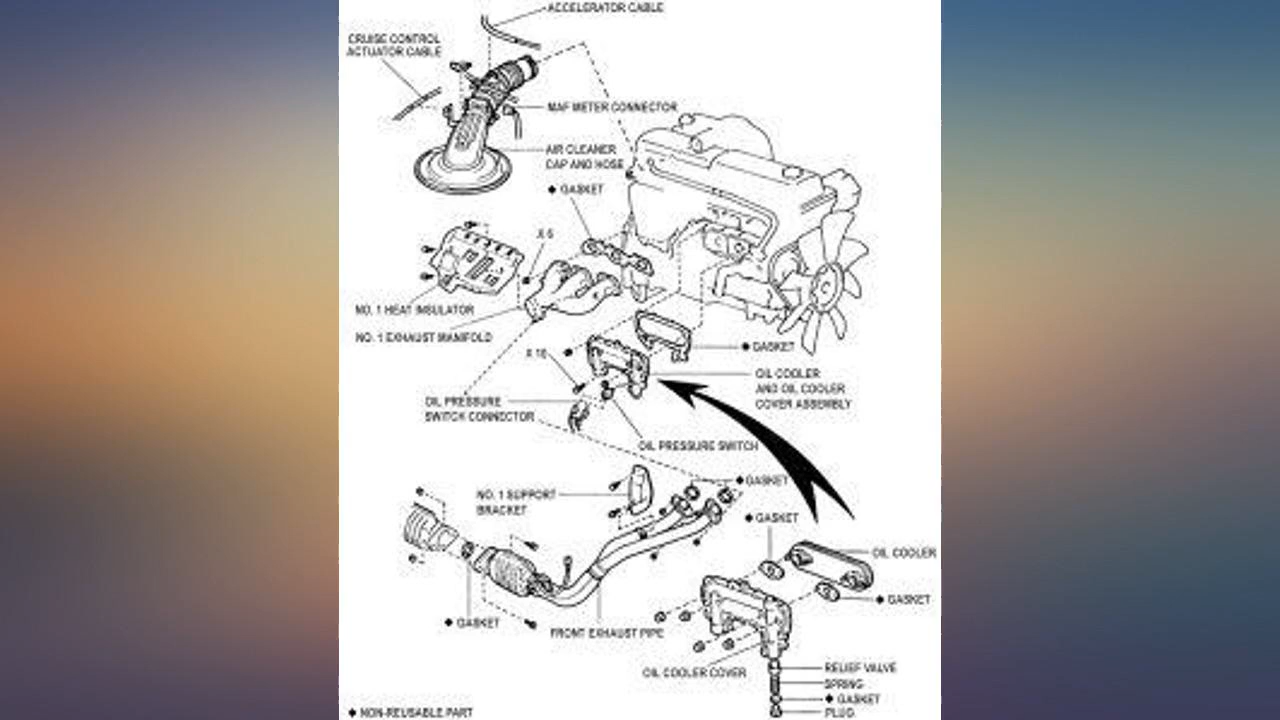 ACCELERATOR CABLE
CRUISE CONTROL
ACTUATOR CABLE
MAF METER CONNECTOR
AIR CLEANER
CAP AND HOSE
◆ GASKET
X 6
NO. 1 HEAT INSULATOR
NO. 1 EXHAUST MANIFOLD
◆ GASKET
X 16
OIL COOLER
AND OIL COOLER
COVER ASSEMBLY
OIL PRESSURE
SWITCH CONNECTOR
OIL PRESSURE SWITCH
◆ GASKET
NO. 1 SUPPORT
BRACKET
◆ GASKET
OIL COOLER
◆ GASKET
◆ GASKET
FRONT EXHAUST PIPE
OIL COOLER COVER
RELIEF VALVE
SPRING
◆ GASKET
PLUG
◆ NON-REUSABLE PART